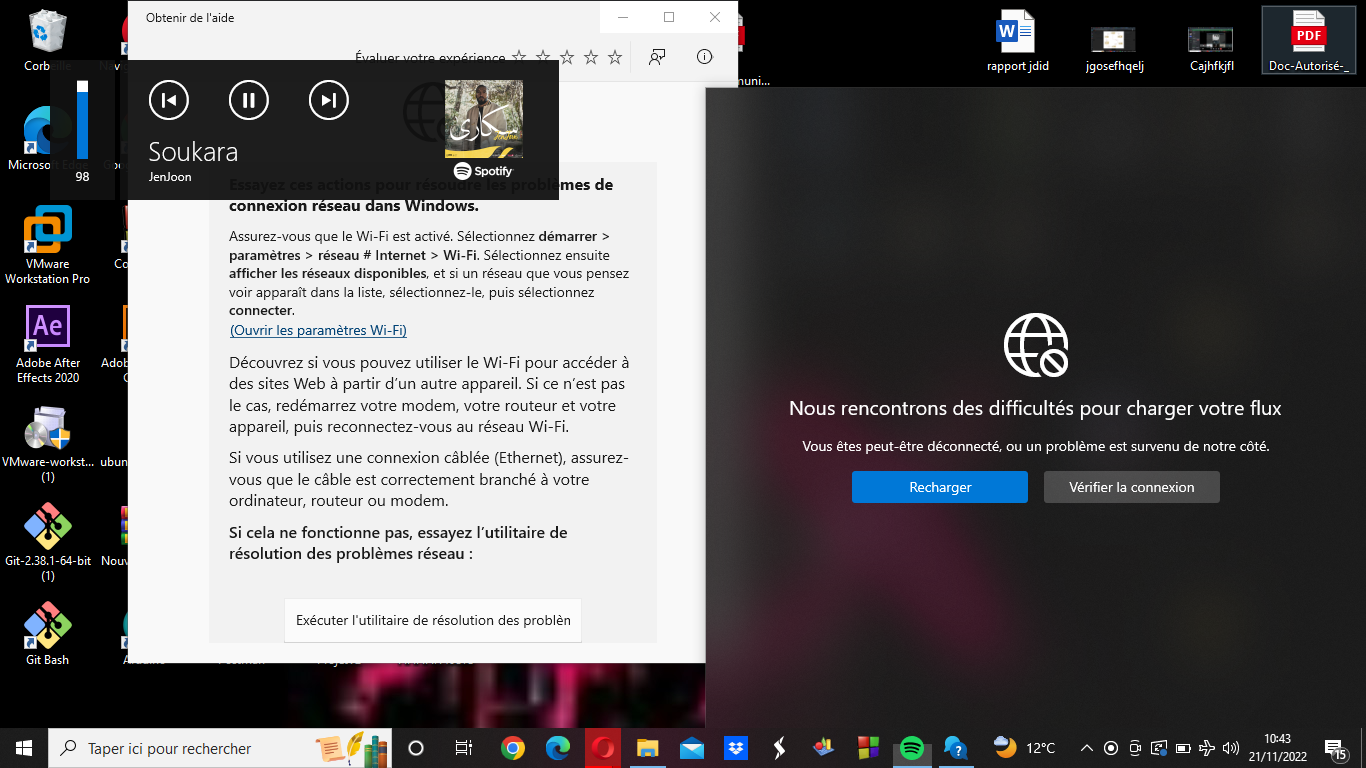 Obtenir de l'aide
Évaluer votre expérience
Corbeille
98
Soukara
JenJoon
سكارى
JenJoon
Spotify
Essayez ces actions pour résoudre les problèmes de
connexion réseau dans Windows.
Assurez-vous que le Wi-Fi est activé. Sélectionnez démarrer >
paramètres > réseau # Internet > Wi-Fi. Sélectionnez ensuite
afficher les réseaux disponibles, et si un réseau que vous pensez
voir apparaît dans la liste, sélectionnez-le, puis sélectionnez
connecter.
(Ouvrir les paramètres Wi-Fi)
Découvrez si vous pouvez utiliser le Wi-Fi pour accéder à
des sites Web à partir d’un autre appareil. Si ce n’est pas
le cas, redémarrez votre modem, votre routeur et votre
appareil, puis reconnectez-vous au réseau Wi-Fi.
Si vous utilisez une connexion câblée (Ethernet), assurez-
vous que le câble est correctement branché à votre
ordinateur, routeur ou modem.
Si cela ne fonctionne pas, essayez l’utilitaire de
résolution des problèmes réseau :
Exécuter l'utilitaire de résolution des problèn
Microsoft Edge
VMware
Workstation Pro
Ae
Adobe After
Effects 2020
VMware-workst...
(1)
Git-2.38.1-64-bit
(1)
Git Bash
W
rapport jdid
jgosefhqelj
Cajhfkjfl
PDF
Doc-Autorisé-_
Nous rencontrons des difficultés pour charger votre flux
Vous êtes peut-être déconnecté, ou un problème est survenu de notre côté.
Recharger
Vérifier la connexion
Taper ici pour rechercher
12°C
10:43
21/11/2022
15